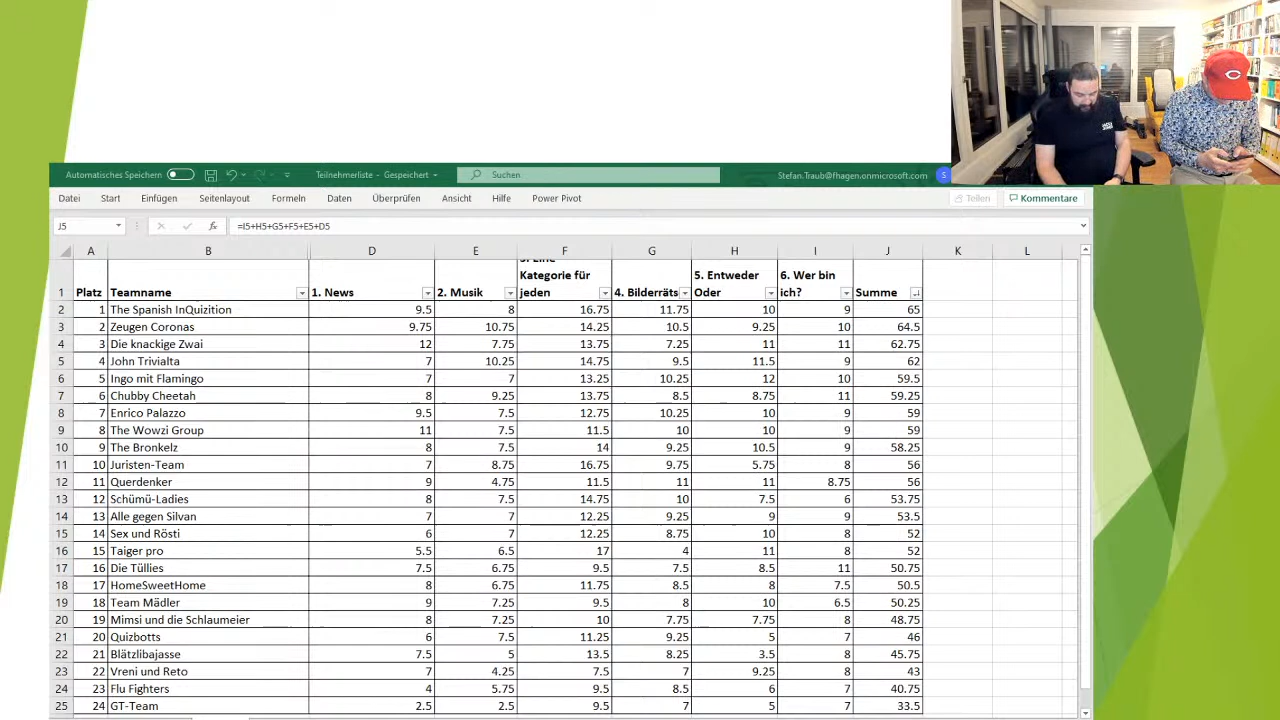 Automatisches Speichern
Teilnehmerliste - Gespeichert
Suchen
Stefan.Traub@fhagen.onmicrosoft.com
S
Datei Start Einfügen Seitenlayout Formeln Daten Überprüfen Ansicht Hilfe Power Pivot Teilen Kommentare
J5 fx =I5+H5+G5+F5+E5+D5
A B D E F G H I J K L
1 Platz Teamname 1. News 2. Musik 3. Eine Kategorie für jeden 4. Bilderräts 5. Entweder Oder 6. Wer bin ich? Summe
2 1 The Spanish InQuizition 9.5 8 16.75 11.75 10 9 65
3 2 Zeugen Coronas 9.75 10.75 14.25 10.5 9.25 10 64.5
4 3 Die knackige Zwai 12 7.75 13.75 7.25 11 11 62.75
5 4 John Trivialta 7 10.25 14.75 9.5 11.5 9 62
6 5 Ingo mit Flamingo 7 7 13.25 10.25 12 10 59.5
7 6 Chubby Cheetah 8 9.25 13.75 8.5 8.75 11 59.25
8 7 Enrico Palazzo 9.5 7.5 12.75 10.25 10 9 59
9 8 The Wowzi Group 11 7.5 11.5 10 10 9 59
10 9 The Bronkelz 8 7.5 14 9.25 10.5 9 58.25
11 10 Juristen-Team 7 8.75 16.75 9.75 5.75 8 56
12 11 Querdenker 9 4.75 11.5 11 11 8.75 56
13 12 Schümü-Ladies 8 7.5 14.75 10 7.5 6 53.75
14 13 Alle gegen Silvan 7 7 12.25 9.25 9 9 53.5
15 14 Sex und Rösti 6 7 12.25 8.75 10 8 52
16 15 Taiger pro 5.5 6.5 17 4 11 8 52
17 16 Die Tüllies 7.5 6.75 9.5 7.5 8.5 11 50.75
18 17 HomeSweetHome 8 6.75 11.75 8.5 8 7.5 50.5
19 18 Team Mädler 9 7.25 9.5 8 10 6.5 50.25
20 19 Mimsi und die Schlaumeier 8 7.25 10 7.75 7.75 8 48.75
21 20 Quizbotts 6 7.5 11.25 9.25 5 7 46
22 21 Blätzlibajasse 7.5 5 13.5 8.25 3.5 8 45.75
23 22 Vreni und Reto 7 4.25 7.5 7 9.25 8 43
24 23 Flu Fighters 4 5.75 9.5 8.5 6 7 40.75
25 24 GT-Team 2.5 2.5 9.5 7 5 7 33.5